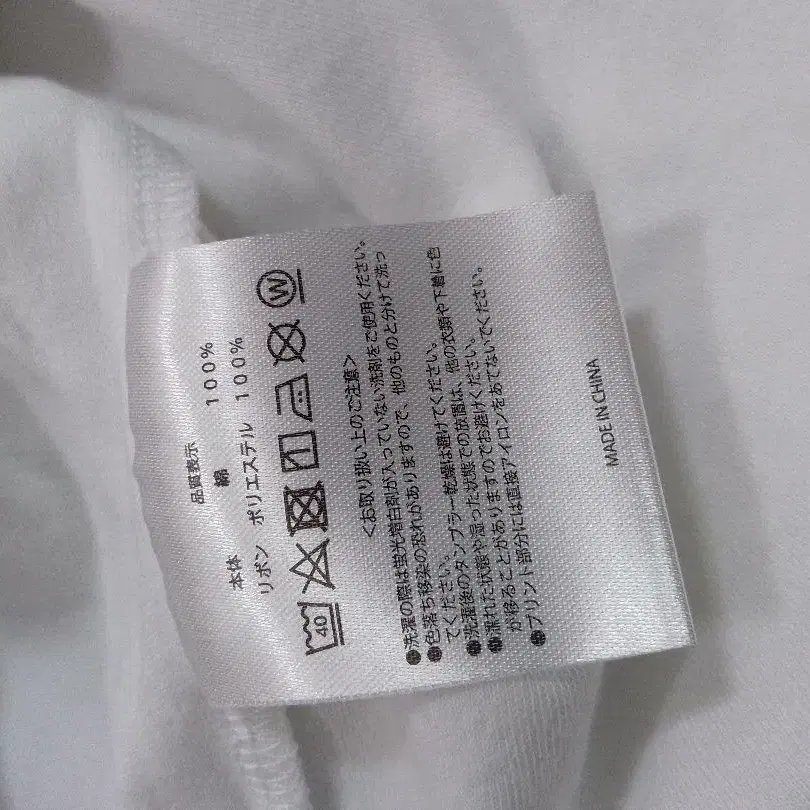 品質表示
本体 綿 100%
リボン ポリエステル 100%
40
W
<お取り扱い上のご注意>
●洗濯の際は蛍光増白剤が入っていない洗剤をご使用ください。
●色落ち移染の恐れがありますので、他のものと分けて洗っ
てください。
●洗濯後のタンブラー乾燥は避けてください。
●濡れた状態や湿った状態での放置は、他の衣類や下着に色
が移ることがありますのでお避けください。
●プリント部分には直接アイロンをあてないでください。
MADE IN CHINA